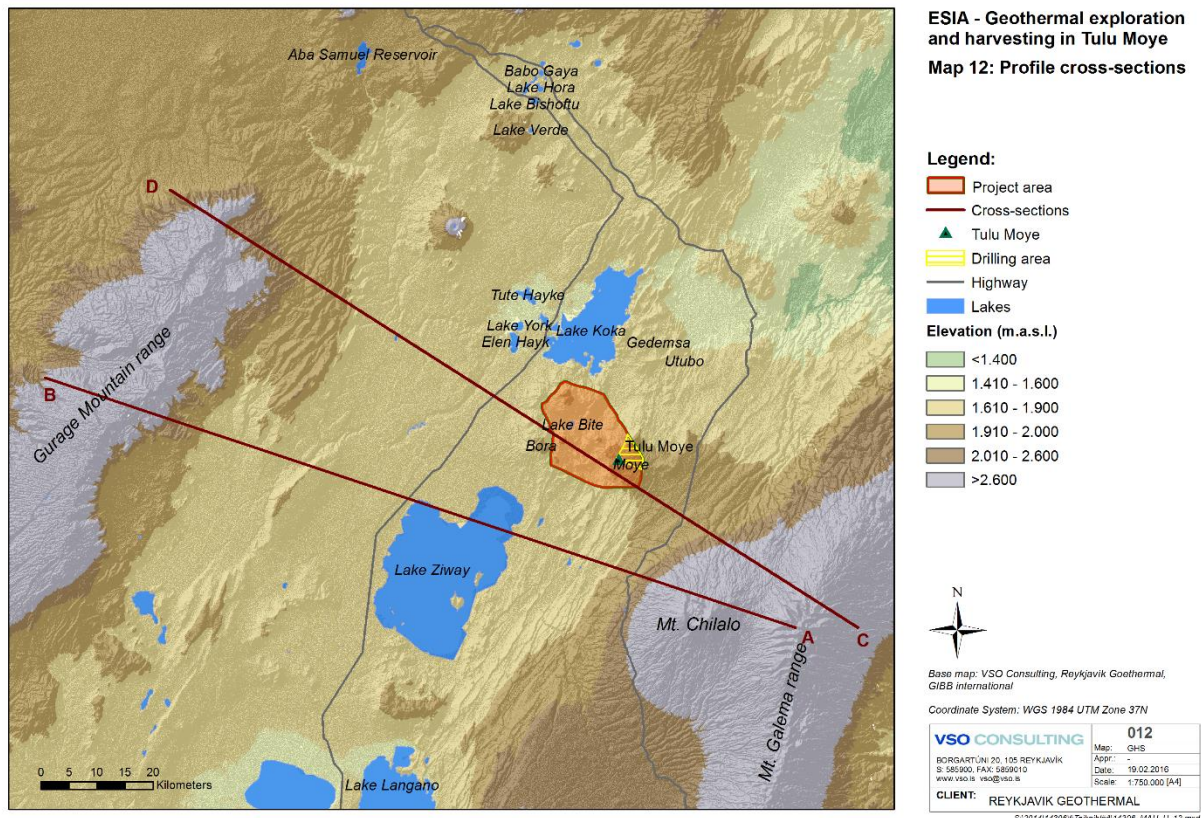 ESIA - Geothermal exploration
and harvesting in Tulu Moye
Map 12: Profile cross-sections
Aba Samuel Reservoir
Babo Gaya
Lake Hora
Lake Bishoftu
Lake Verde
D
Tute Hayke
Lake York
Lake Koka
Elen Hayk
Gedemsa
Utubo
B
Gurage Mountain range
Lake Bite
Bora
Tulu Moye
Moye
Lake Ziway
Mt. Chilalo
A
C
Mt. Galema range
Lake Langano
0 5 10 15 20
Kilometers
Legend:
Project area
Cross-sections
Tulu Moye
Drilling area
Highway
Lakes
Elevation (m.a.s.l.)
<1.400
1.410 - 1.600
1.610 - 1.900
1.910 - 2.000
2.010 - 2.600
>2.600
N
Base map: VSO Consulting, Reykjavik Goethermal,
GIBB international
Coordinate System: WGS 1984 UTM Zone 37N
VSO CONSULTING
BORGARTÚNI 20, 105 REYKJAVÍK
S: 585900, FAX: 5859010
www.vso.is vso@vso.is
012
Map: GHS
Appr.: -
Date: 19.02.2016
Scale: 1:750.000 [A4]
CLIENT: REYKJAVIK GEOTHERMAL